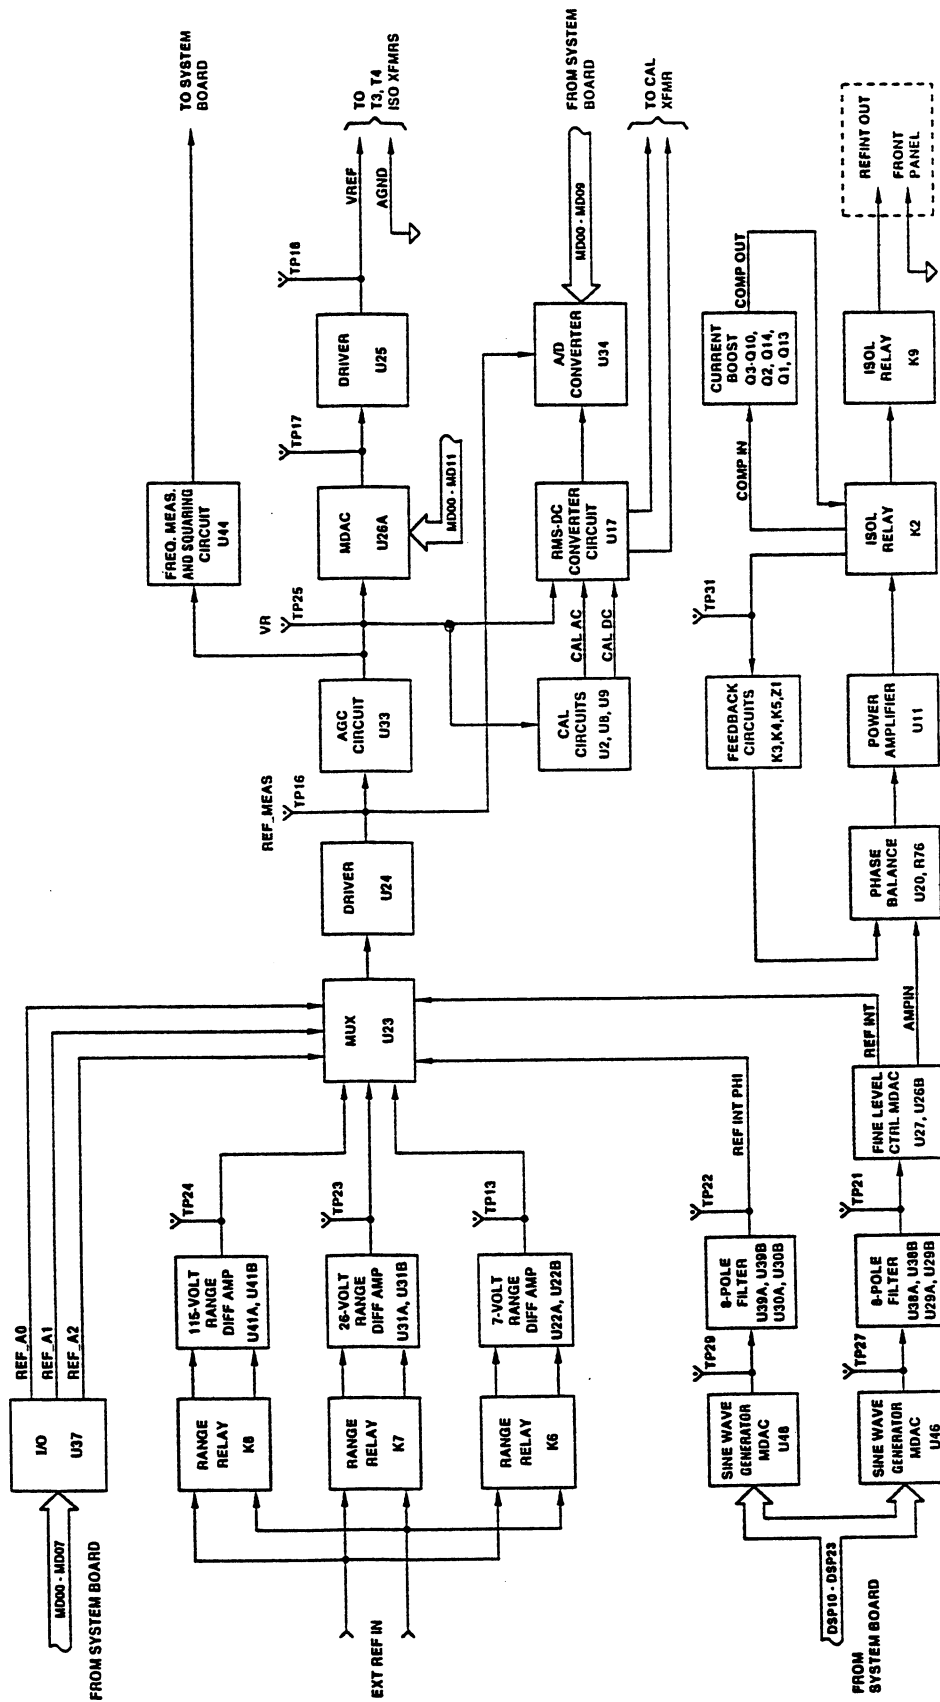 FROM SYSTEM BOARD
MD00 - MD07
I/O
U37
REF_A0
REF_A1
REF_A2
EXT REF IN
RANGE
RELAY
K8
115-VOLT
RANGE
DIFF AMP
U41A, U41B
TP24
RANGE
RELAY
K7
26-VOLT
RANGE
DIFF AMP
U31A, U31B
TP23
RANGE
RELAY
K6
7-VOLT
RANGE
DIFF AMP
U22A, U22B
TP13
MUX
U23
DRIVER
U24
REF_MEAS
TP16
AGC
CIRCUIT
U33
VR
TP25
FREQ. MEAS.
AND SQUARING
CIRCUIT
U44
TO SYSTEM
BOARD
MDAC
U26A
MD00 - MD11
TP17
DRIVER
U25
TP18
VREF
AGND
TO
T3, T4
ISO XFMRS
CAL
CIRCUITS
U2, U8, U9
CAL AC
CAL DC
RMS-DC
CONVERTER
CIRCUIT
U17
A/D
CONVERTER
U34
MD00 - MD09
FROM SYSTEM
BOARD
TO CAL
XFMR
FROM
SYSTEM BOARD
DSP10 - DSP23
SINE WAVE
GENERATOR
MDAC
U48
TP29
8-POLE
FILTER
U39A, U39B
U30A, U30B
TP22
REF INT PHI
SINE WAVE
GENERATOR
MDAC
U46
TP27
8-POLE
FILTER
U38A, U38B
U29A, U29B
TP21
FINE LEVEL
CTRL MDAC
U27, U26B
REF INT
AMPIN
PHASE
BALANCE
U20, R76
FEEDBACK
CIRCUITS
K3,K4,K5,Z1
TP31
POWER
AMPLIFIER
U11
ISOL
RELAY
K2
COMP IN
CURRENT
BOOST
Q3-Q10,
Q2, Q14,
Q1, Q13
COMP OUT
ISOL
RELAY
K9
REFINT OUT
FRONT
PANEL